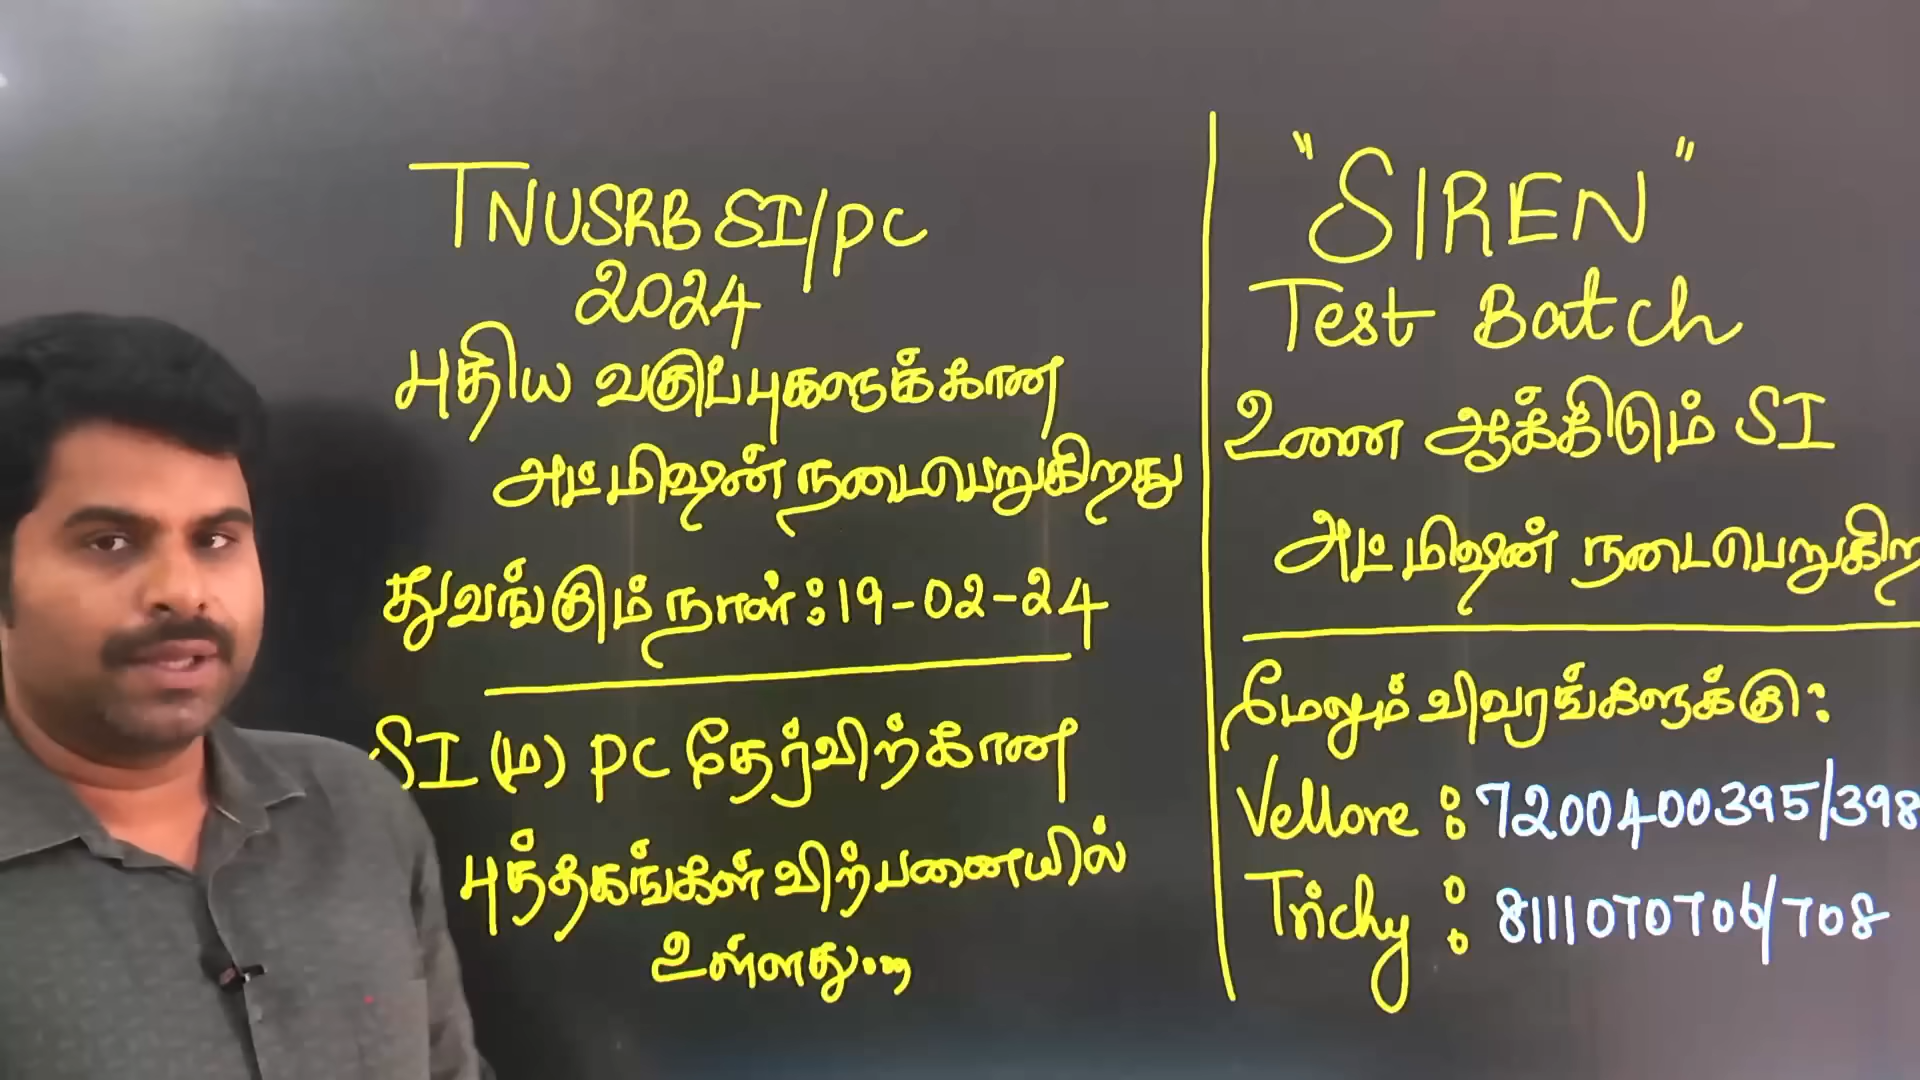 TNUSRB SI/PC
2024
புதிய வகுப்புகளுக்கான
அட்மிஷன் நடைபெறுகிறது
துவங்கும் நாள்: 19-02-24
SI (ம) PC தேர்விற்கான
புத்தகங்கள் விற்பனையில்
உள்ளது...
"SIREN"
Test Batch
உணை ஆக்கிடும் SI
அட்மிஷன் நடைபெறுகிற
மேலும் விவரங்களுக்கு:
Vellore : 7200400395/398
Trichy : 8111070706/708